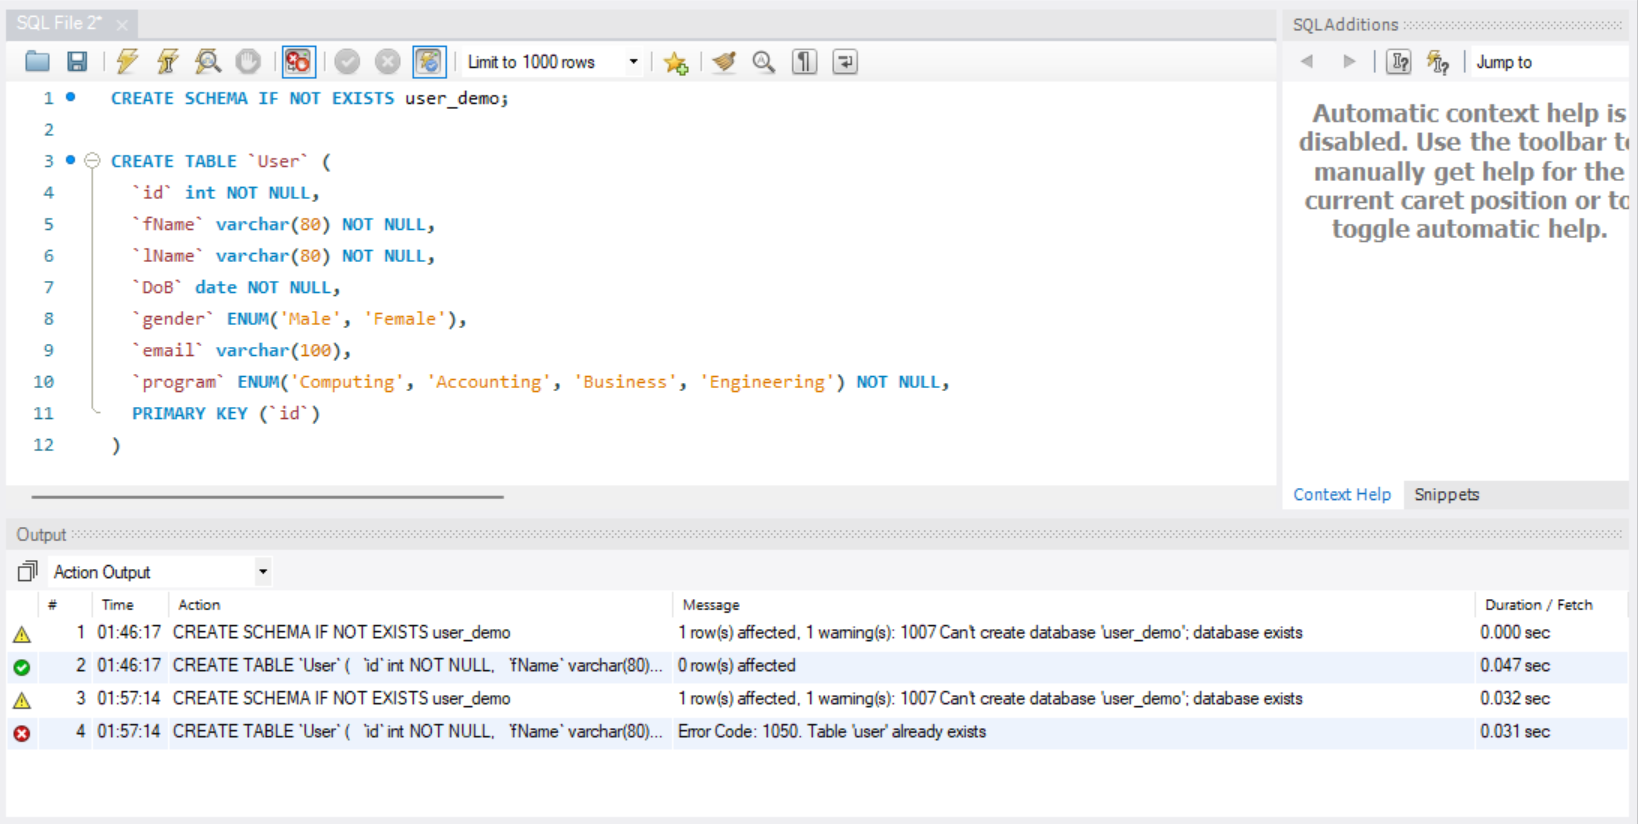 SQL File 2* ×
SQLAdditions
Limit to 1000 rows
Jump to
1 CREATE SCHEMA IF NOT EXISTS user_demo;
2
3 CREATE TABLE `User` (
4 `id` int NOT NULL,
5 `fName` varchar(80) NOT NULL,
6 `lName` varchar(80) NOT NULL,
7 `DoB` date NOT NULL,
8 `gender` ENUM('Male', 'Female'),
9 `email` varchar(100),
10 `program` ENUM('Computing', 'Accounting', 'Business', 'Engineering') NOT NULL,
11 PRIMARY KEY (`id`)
12 )
Automatic context help is
disabled. Use the toolbar to
manually get help for the
current caret position or to
toggle automatic help.
Context Help Snippets
Output
Action Output
# Time Action Message Duration / Fetch
1 01:46:17 CREATE SCHEMA IF NOT EXISTS user_demo 1 row(s) affected, 1 warning(s): 1007 Can't create database 'user_demo'; database exists 0.000 sec
2 01:46:17 CREATE TABLE `User` ( `id` int NOT NULL, `fName` varchar(80)... 0 row(s) affected 0.047 sec
3 01:57:14 CREATE SCHEMA IF NOT EXISTS user_demo 1 row(s) affected, 1 warning(s): 1007 Can't create database 'user_demo'; database exists 0.032 sec
4 01:57:14 CREATE TABLE `User` ( `id` int NOT NULL, `fName` varchar(80)... Error Code: 1050. Table 'user' already exists 0.031 sec